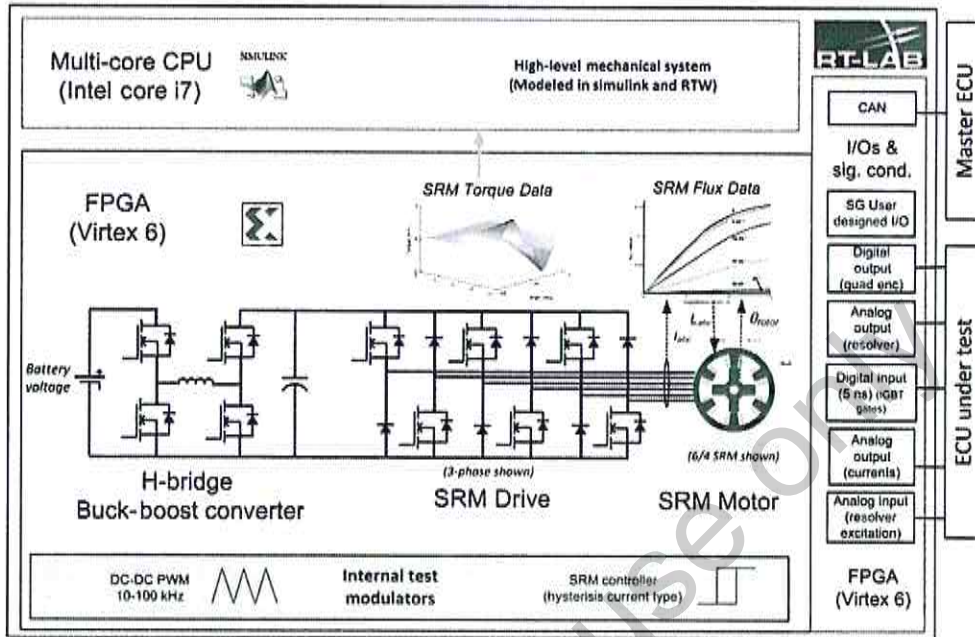 Multi-core CPU
(Intel core i7)
SIMULINK
High-level mechanical system
(Modeled in simulink and RTW)
RT-LAB
CAN
I/Os &
sig. cond.
SG User
designed I/O
Digital
output
(quad enc)
Analog
output
(resolver)
Digital input
(5 ns) (IGBT
gates)
Analog
output
(currents)
Analog input
(resolver
excitation)
FPGA
(Virtex 6)
Master ECU
ECU under test
FPGA
(Virtex 6)
SRM Torque Data
SRM Flux Data
Battery
voltage
θrotor
(3-phase shown)
(6/4 SRM shown)
H-bridge
Buck-boost converter
SRM Drive
SRM Motor
DC-DC PWM
10-100 kHz
Internal test
modulators
SRM controller
(hysterisis current type)
use only